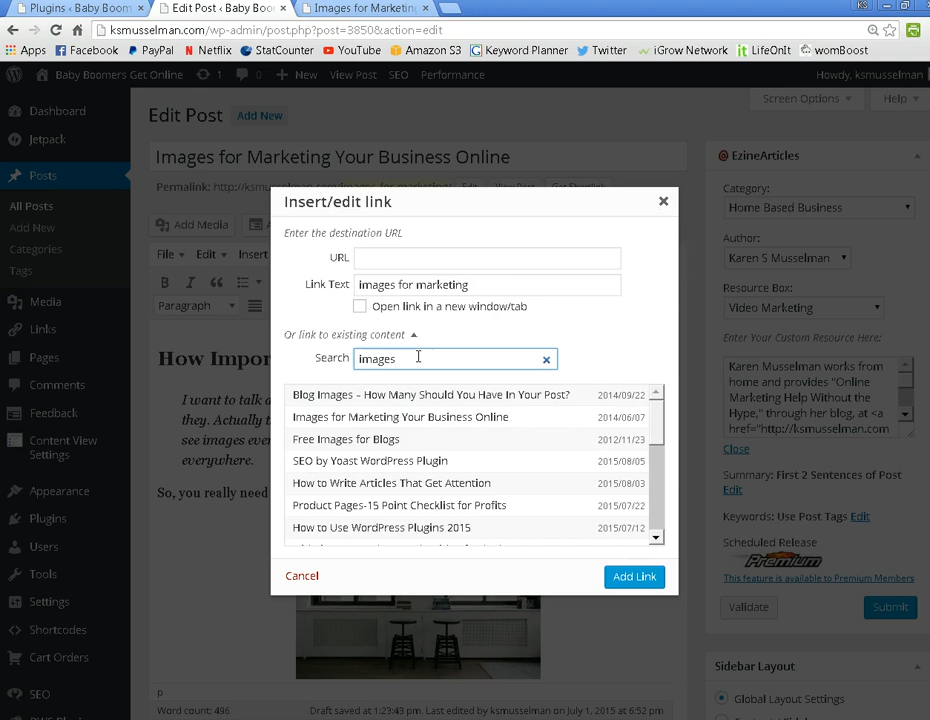 Plugins ‹ Baby Boom
Edit Post ‹ Baby Boo
Images for Marketin
KS
ksmusselman.com/wp-admin/post.php?post=3850&action=edit
Apps Facebook PayPal Netflix StatCounter YouTube Amazon S3 Keyword Planner Twitter iGrow Network LifeOnIt womBoost
Baby Boomers Get Online 1 0 New View Post SEO Performance Howdy, ksmusselman
Dashboard
Jetpack
Posts
All Posts
Add New
Categories
Tags
Media
Links
Pages
Comments
Feedback
Content View
Settings
Appearance
Plugins
Users
Tools
Settings
Shortcodes
Cart Orders
SEO
Screen Options Help
Edit Post Add New
Images for Marketing Your Business Online
Permalink: http://ksmusselman.com/images-for-marketing/ Edit View Post Get Shortlink
Add Media
File Edit Insert
B I
Paragraph
How Impor
I want to talk a
they. Actually t
see images eve
everywhere.
So, you really need
p
Word count: 496
Draft saved at 1:23:43 pm. Last edited by ksmusselman on July 1, 2015 at 6:52 pm
Insert/edit link
Enter the destination URL
URL
Link Text images for marketing
Open link in a new window/tab
Or link to existing content
Search images
Blog Images – How Many Should You Have In Your Post? 2014/09/22
Images for Marketing Your Business Online 2014/06/07
Free Images for Blogs 2012/11/23
SEO by Yoast WordPress Plugin 2015/08/05
How to Write Articles That Get Attention 2015/08/03
Product Pages-15 Point Checklist for Profits 2015/07/22
How to Use WordPress Plugins 2015 2015/07/12
Cancel Add Link
EzineArticles
Category:
Home Based Business
Author:
Karen S Musselman
Resource Box:
Video Marketing
Enter Your Custom Resource Here:
Karen Musselman works from
home and provides "Online
Marketing Help Without the
Hype," through her blog, at <a
href="http://ksmusselman.com
Close
Summary: First 2 Sentences of Post
Edit
Keywords: Use Post Tags Edit
Scheduled Release
Premium
This feature is available to Premium Members
Validate Submit
Sidebar Layout
Global Layout Settings